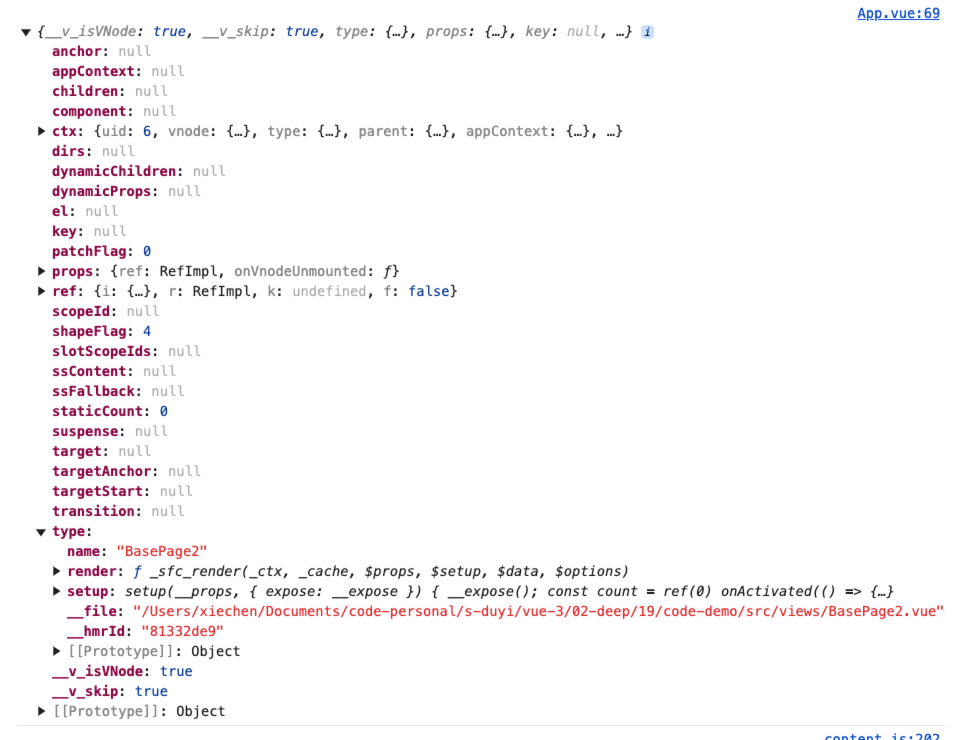 App.vue:69
{__v_isVNode: true, __v_skip: true, type: {…}, props: {…}, key: null, …} i
anchor: null
appContext: null
children: null
component: null
ctx: {uid: 6, vnode: {…}, type: {…}, parent: {…}, appContext: {…}, …}
dirs: null
dynamicChildren: null
dynamicProps: null
el: null
key: null
patchFlag: 0
props: {ref: RefImpl, onVnodeUnmounted: ƒ}
ref: {i: {…}, r: RefImpl, k: undefined, f: false}
scopeId: null
shapeFlag: 4
slotScopeIds: null
ssContent: null
ssFallback: null
staticCount: 0
suspense: null
target: null
targetAnchor: null
targetStart: null
transition: null
type:
name: "BasePage2"
render: ƒ _sfc_render(_ctx, _cache, $props, $setup, $data, $options)
setup: setup(__props, { expose: __expose }) { __expose(); const count = ref(0) onActivated(() => {…}
__file: "/Users/xiechen/Documents/code-personal/s-duyi/vue-3/02-deep/19/code-demo/src/views/BasePage2.vue"
__hmrId: "81332de9"
[[Prototype]]: Object
__v_isVNode: true
__v_skip: true
[[Prototype]]: Object
content.js:202